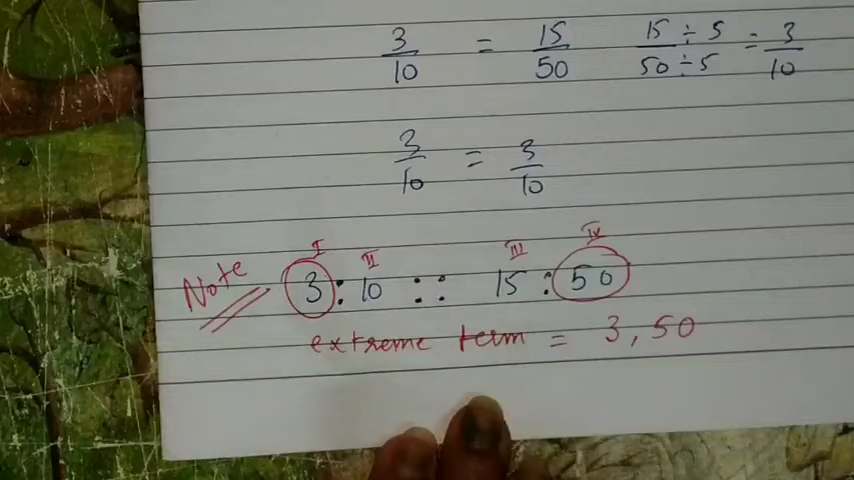 3/10 = 15/50 15÷5/50÷5 = 3/10
3/10 = 3/10
I II III IV
Note 3 : 10 :: 15 : 50
extreme term = 3, 50